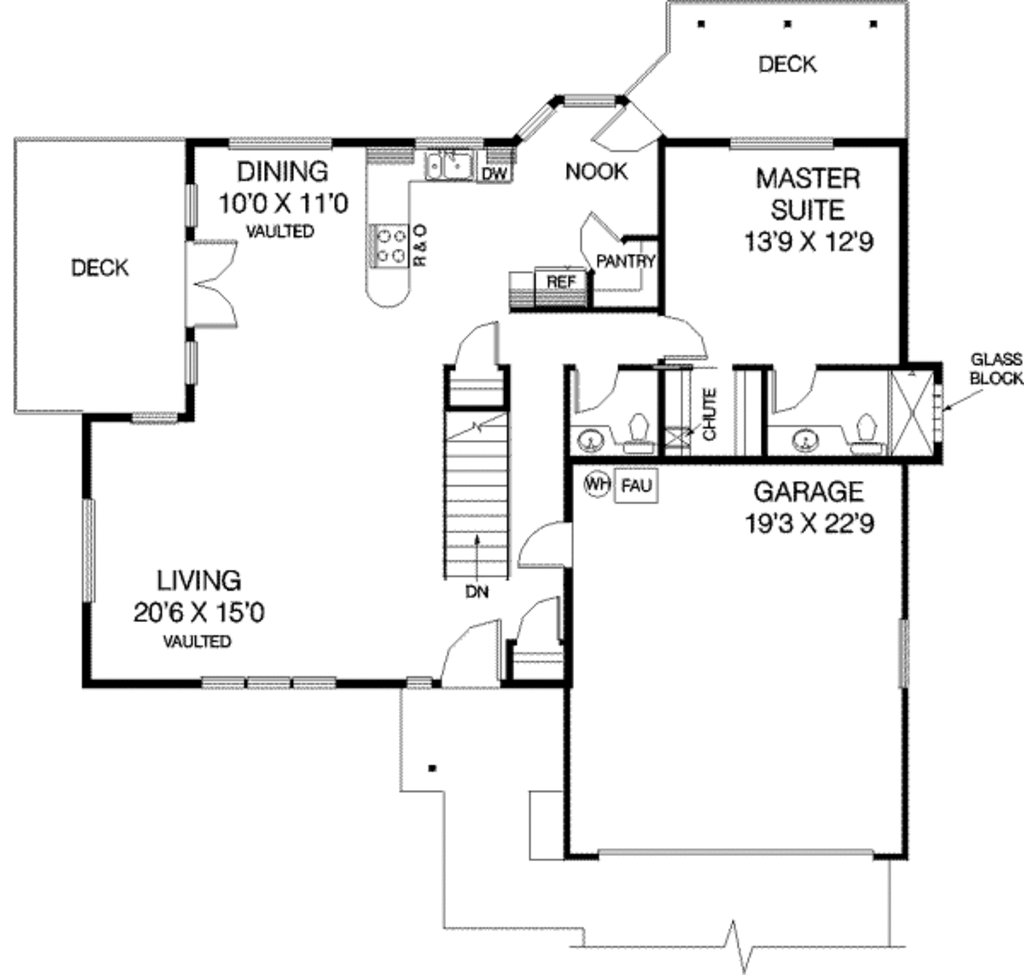 DECK
DINING
10'0 X 11'0
VAULTED
DW
R & O
NOOK
MASTER
SUITE
13'9 X 12'9
DECK
PANTRY
REF
GLASS
BLOCK
CHUTE
WH
FAU
GARAGE
19'3 X 22'9
LIVING
20'6 X 15'0
VAULTED
DN